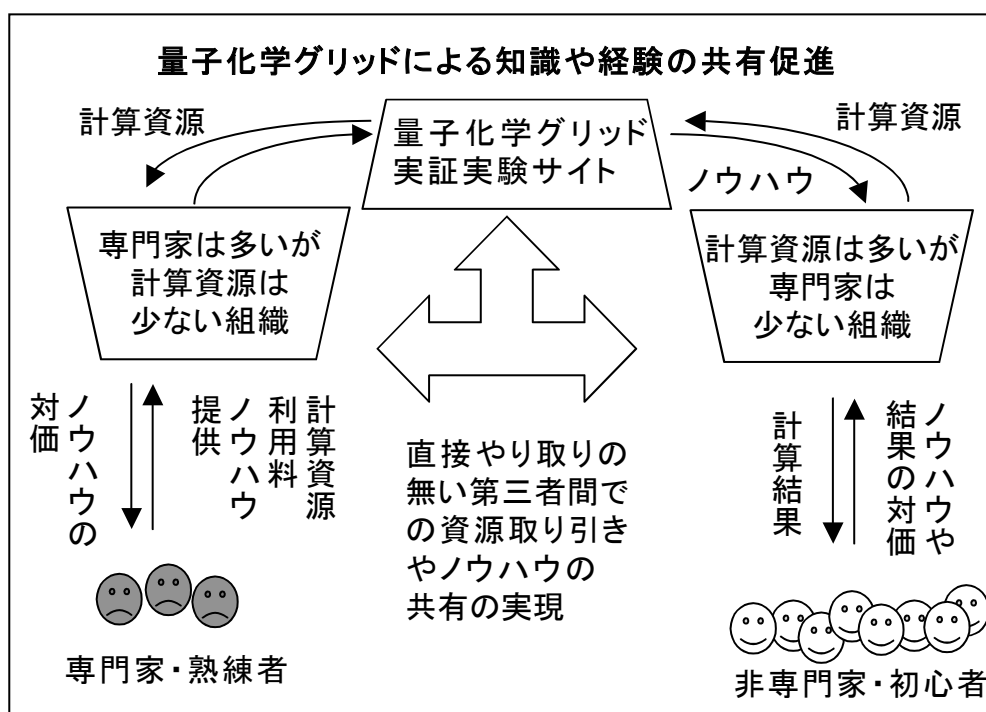 量子化学グリッドによる知識や経験の共有促進
計算資源
量子化学グリッド
実証実験サイト
計算資源
ノウハウ
専門家は多いが
計算資源は
少ない組織
計算資源は多いが
専門家は
少ない組織
ノウハウの
対価
計算資源
利用料
ノウハウ
提供
直接やり取りの
無い第三者間で
の資源取り引き
やノウハウの
共有の実現
計算結果
ノウハウや
結果の対価
専門家・熟練者
非専門家・初心者